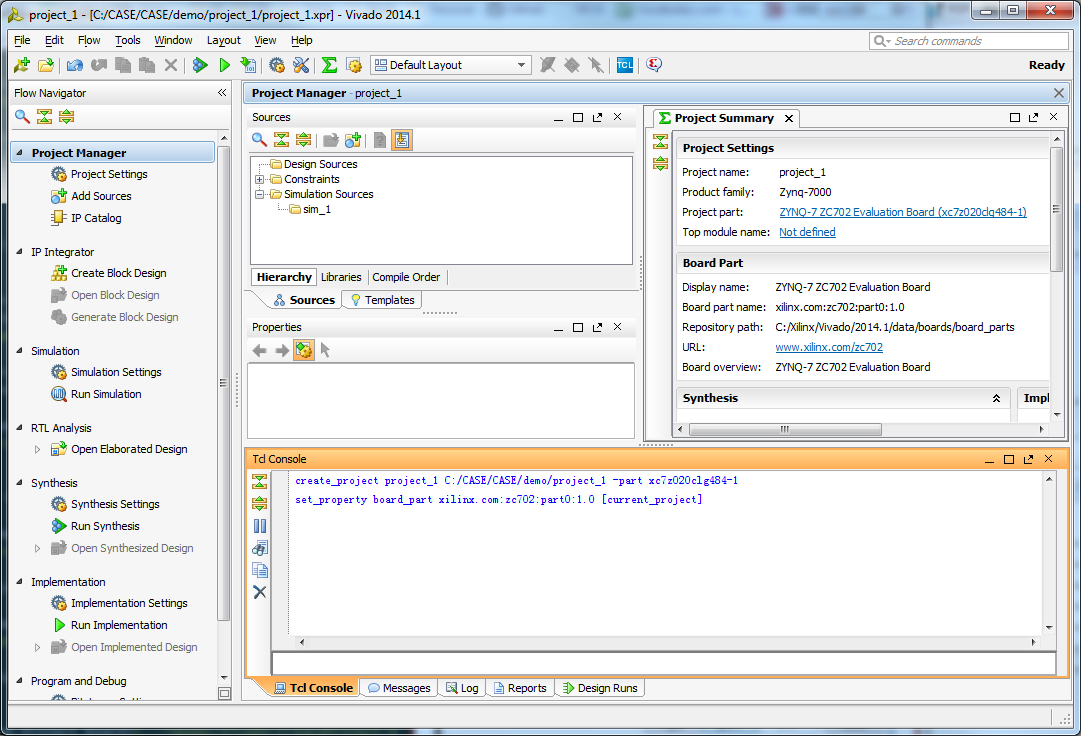 project_1 - [C:/CASE/CASE/demo/project_1/project_1.xpr] - Vivado 2014.1
File Edit Flow Tools Window Layout View Help
Search commands
Default Layout
TCL
Ready
Flow Navigator
Project Manager
Project Settings
Add Sources
IP Catalog
IP Integrator
Create Block Design
Open Block Design
Generate Block Design
Simulation
Simulation Settings
Run Simulation
RTL Analysis
Open Elaborated Design
Synthesis
Synthesis Settings
Run Synthesis
Open Synthesized Design
Implementation
Implementation Settings
Run Implementation
Open Implemented Design
Program and Debug
Project Manager - project_1
Sources
Design Sources
Constraints
Simulation Sources
sim_1
Hierarchy Libraries Compile Order
Sources Templates
Properties
Project Summary
Project Settings
Project name: project_1
Product family: Zynq-7000
Project part: ZYNQ-7 ZC702 Evaluation Board (xc7z020clg484-1)
Top module name: Not defined
Board Part
Display name: ZYNQ-7 ZC702 Evaluation Board
Board part name: xilinx.com:zc702:part0:1.0
Repository path: C:/Xilinx/Vivado/2014.1/data/boards/board_parts
URL: www.xilinx.com/zc702
Board overview: ZYNQ-7 ZC702 Evaluation Board
Synthesis
Impl
Tcl Console
create_project project_1 C:/CASE/CASE/demo/project_1 -part xc7z020clg484-1
set_property board_part xilinx.com:zc702:part0:1.0 [current_project]
Tcl Console Messages Log Reports Design Runs